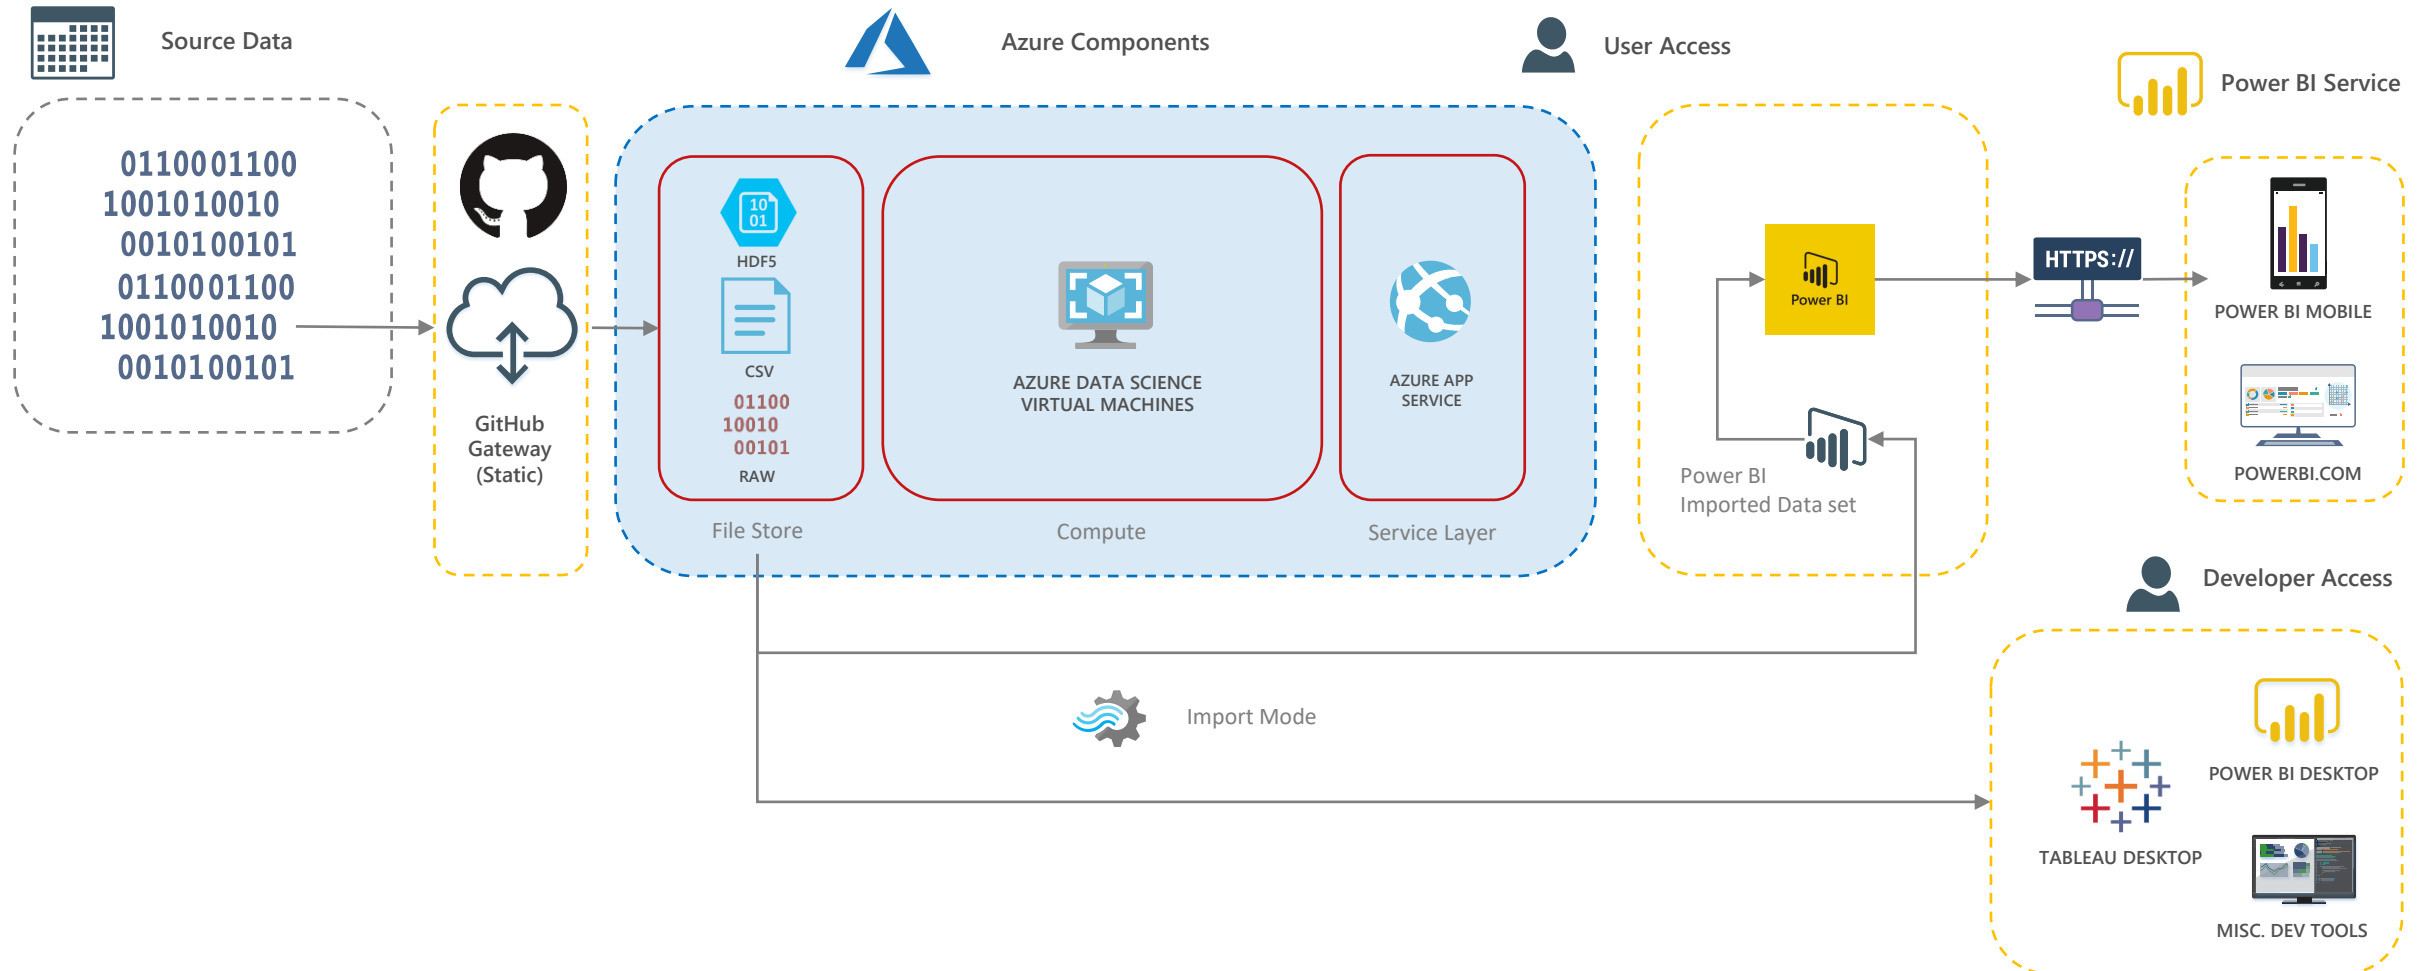 Source Data
Azure Components
User Access
Power BI Service
0110001100
1001010010
0010100101
0110001100
1001010010
0010100101
GitHub
Gateway
(Static)
10
01
HDF5
CSV
01100
10010
00101
RAW
File Store
AZURE DATA SCIENCE
VIRTUAL MACHINES
Compute
AZURE APP
SERVICE
Service Layer
Power BI
Power BI
Imported Data set
HTTPS://
POWER BI MOBILE
POWERBI.COM
Import Mode
Developer Access
POWER BI DESKTOP
TABLEAU DESKTOP
MISC. DEV TOOLS